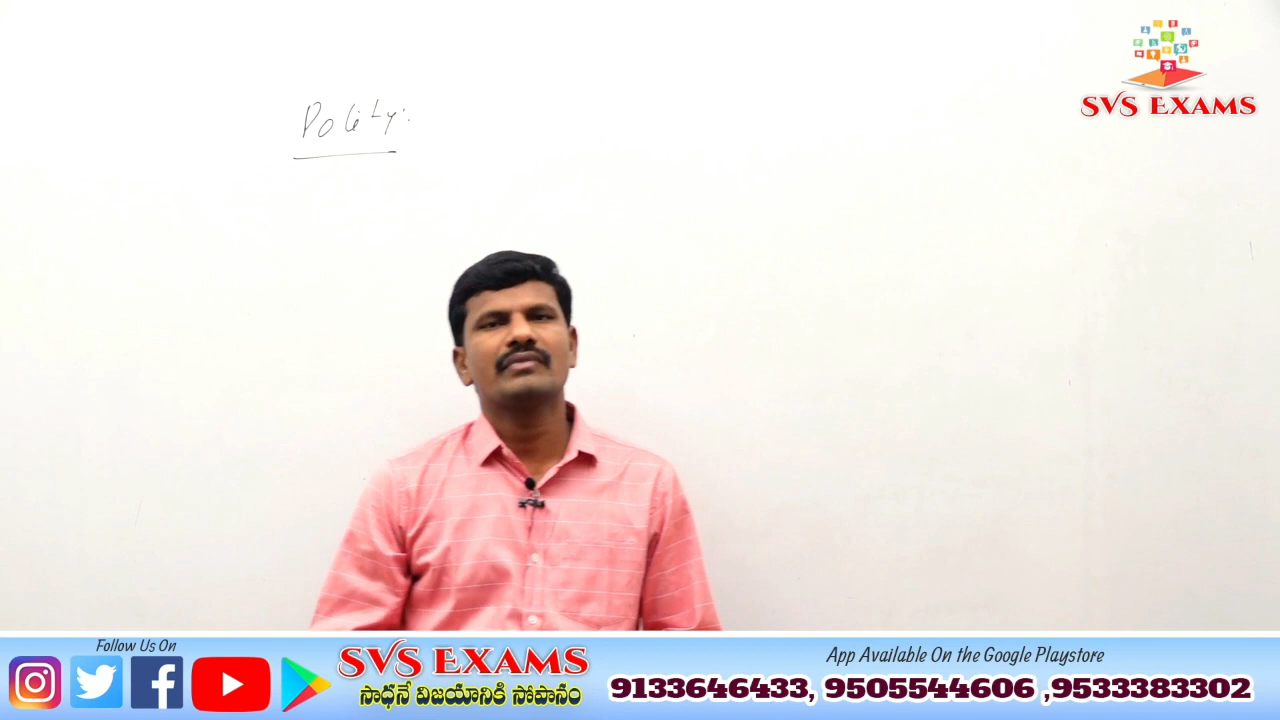 Polity:
SVS EXAMS
Follow Us On
SVS EXAMS
సాధనే విజయానికి సోపానం
App Available On the Google Playstore
9133646433, 9505544606 ,9533383302